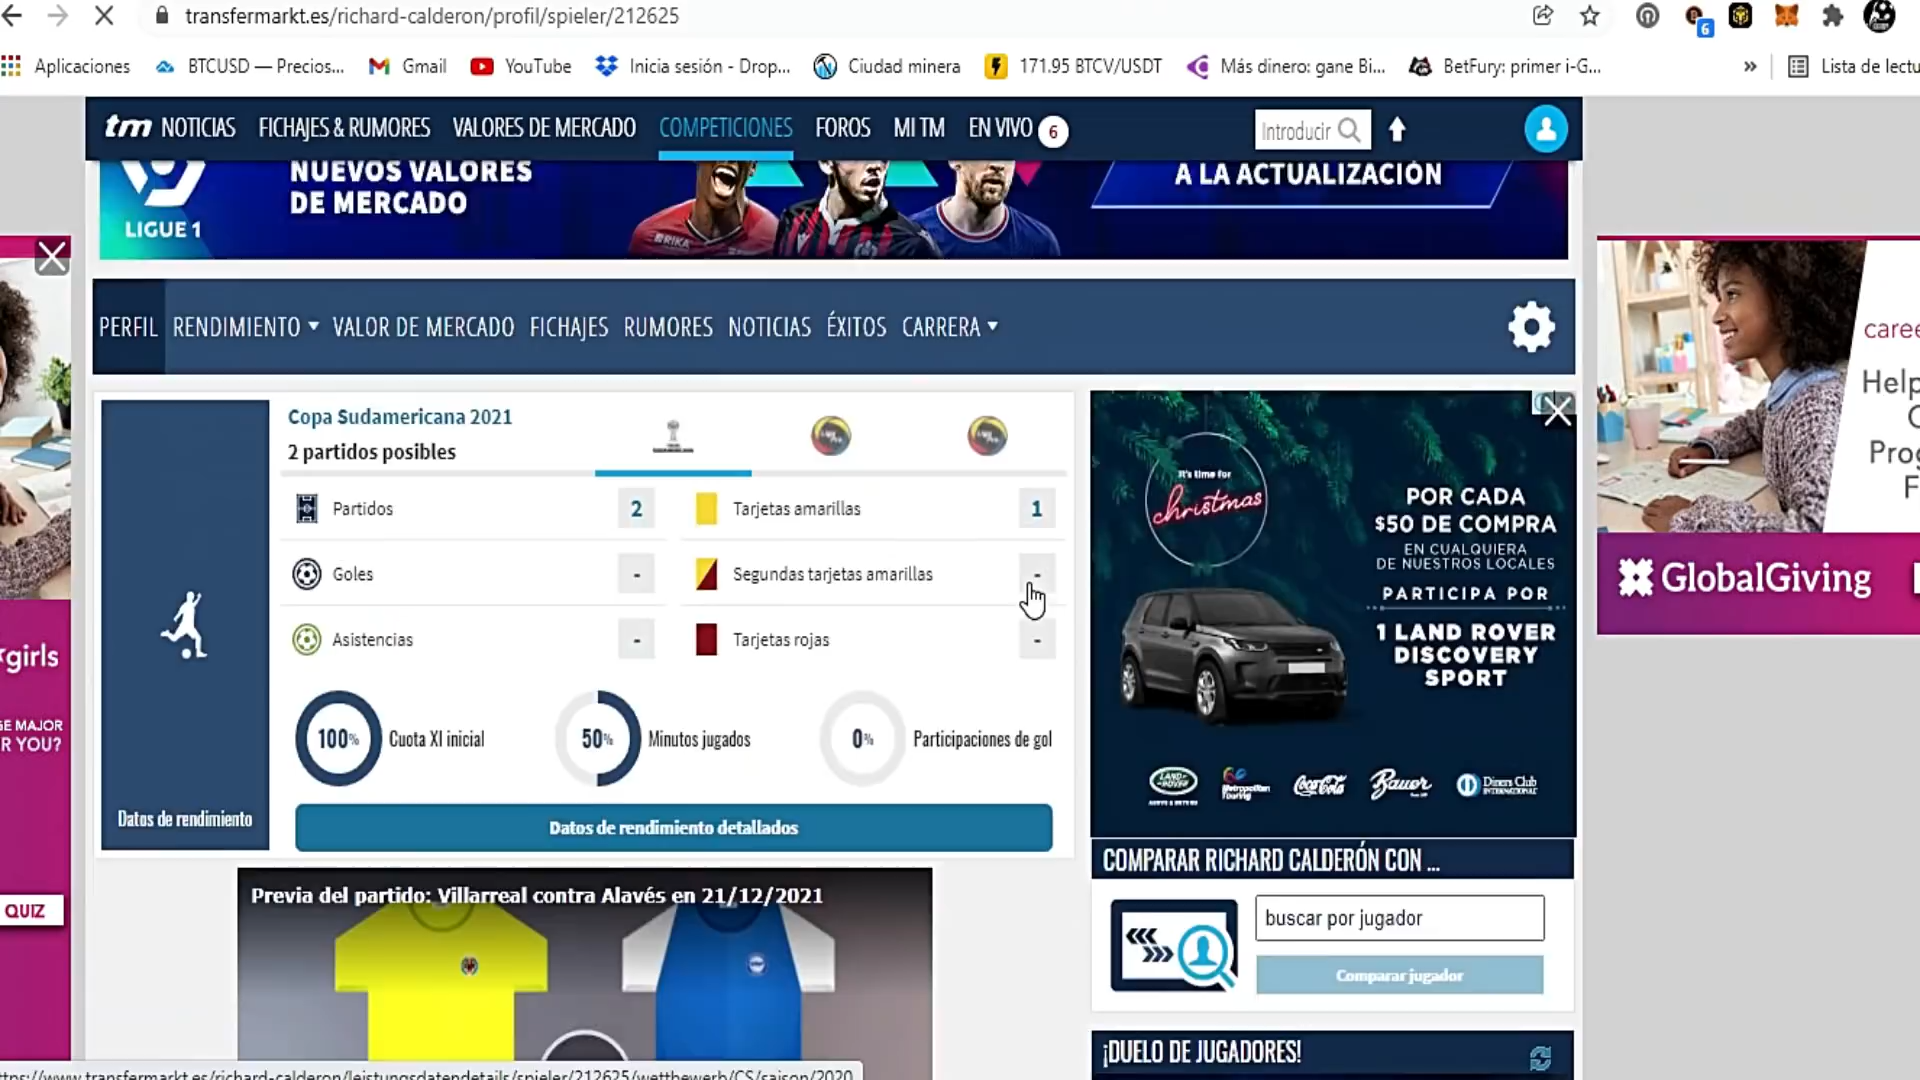 transfermarkt.es/richard-calderon/profil/spieler/212625
6
Aplicaciones
BTCUSD — Precios...
Gmail
YouTube
Inicia sesión - Drop...
Ciudad minera
171.95 BTCV/USDT
Más dinero: gane Bi...
BetFury: primer i-G...
»
Lista de lectu
tm NOTICIAS FICHAJES & RUMORES VALORES DE MERCADO COMPETICIONES FOROS MI TM EN VIVO 6
Introducir
LIGUE 1
NUEVOS VALORES
DE MERCADO
A LA ACTUALIZACIÓN
PERFIL RENDIMIENTO VALOR DE MERCADO FICHAJES RUMORES NOTICIAS ÉXITOS CARRERA
Copa Sudamericana 2021
2 partidos posibles
Partidos 2
Tarjetas amarillas 1
Goles -
Segundas tarjetas amarillas -
Asistencias -
Tarjetas rojas -
100% Cuota XI inicial
50% Minutos jugados
0% Participaciones de gol
Datos de rendimiento
Datos de rendimiento detallados
Previa del partido: Villarreal contra Alavés en 21/12/2021
It's time for
christmas
POR CADA
$50 DE COMPRA
EN CUALQUIERA
DE NUESTROS LOCALES
PARTICIPA POR
1 LAND ROVER
DISCOVERY
SPORT
LAND ROVER
Metropolitan
Touring
Coca-Cola
Bauer
Diners Club
INTERNATIONAL
COMPARAR RICHARD CALDERÓN CON ...
buscar por jugador
Comparar jugador
¡DUELO DE JUGADORES!
caree
Help
Prog
F
GlobalGiving
girls
GE MAJOR
R YOU?
QUIZ
ttps://www.transfermarkt.es/richard-calderon/leistungsdatendetails/spieler/212625/wettbewerb/CS/saison/2020